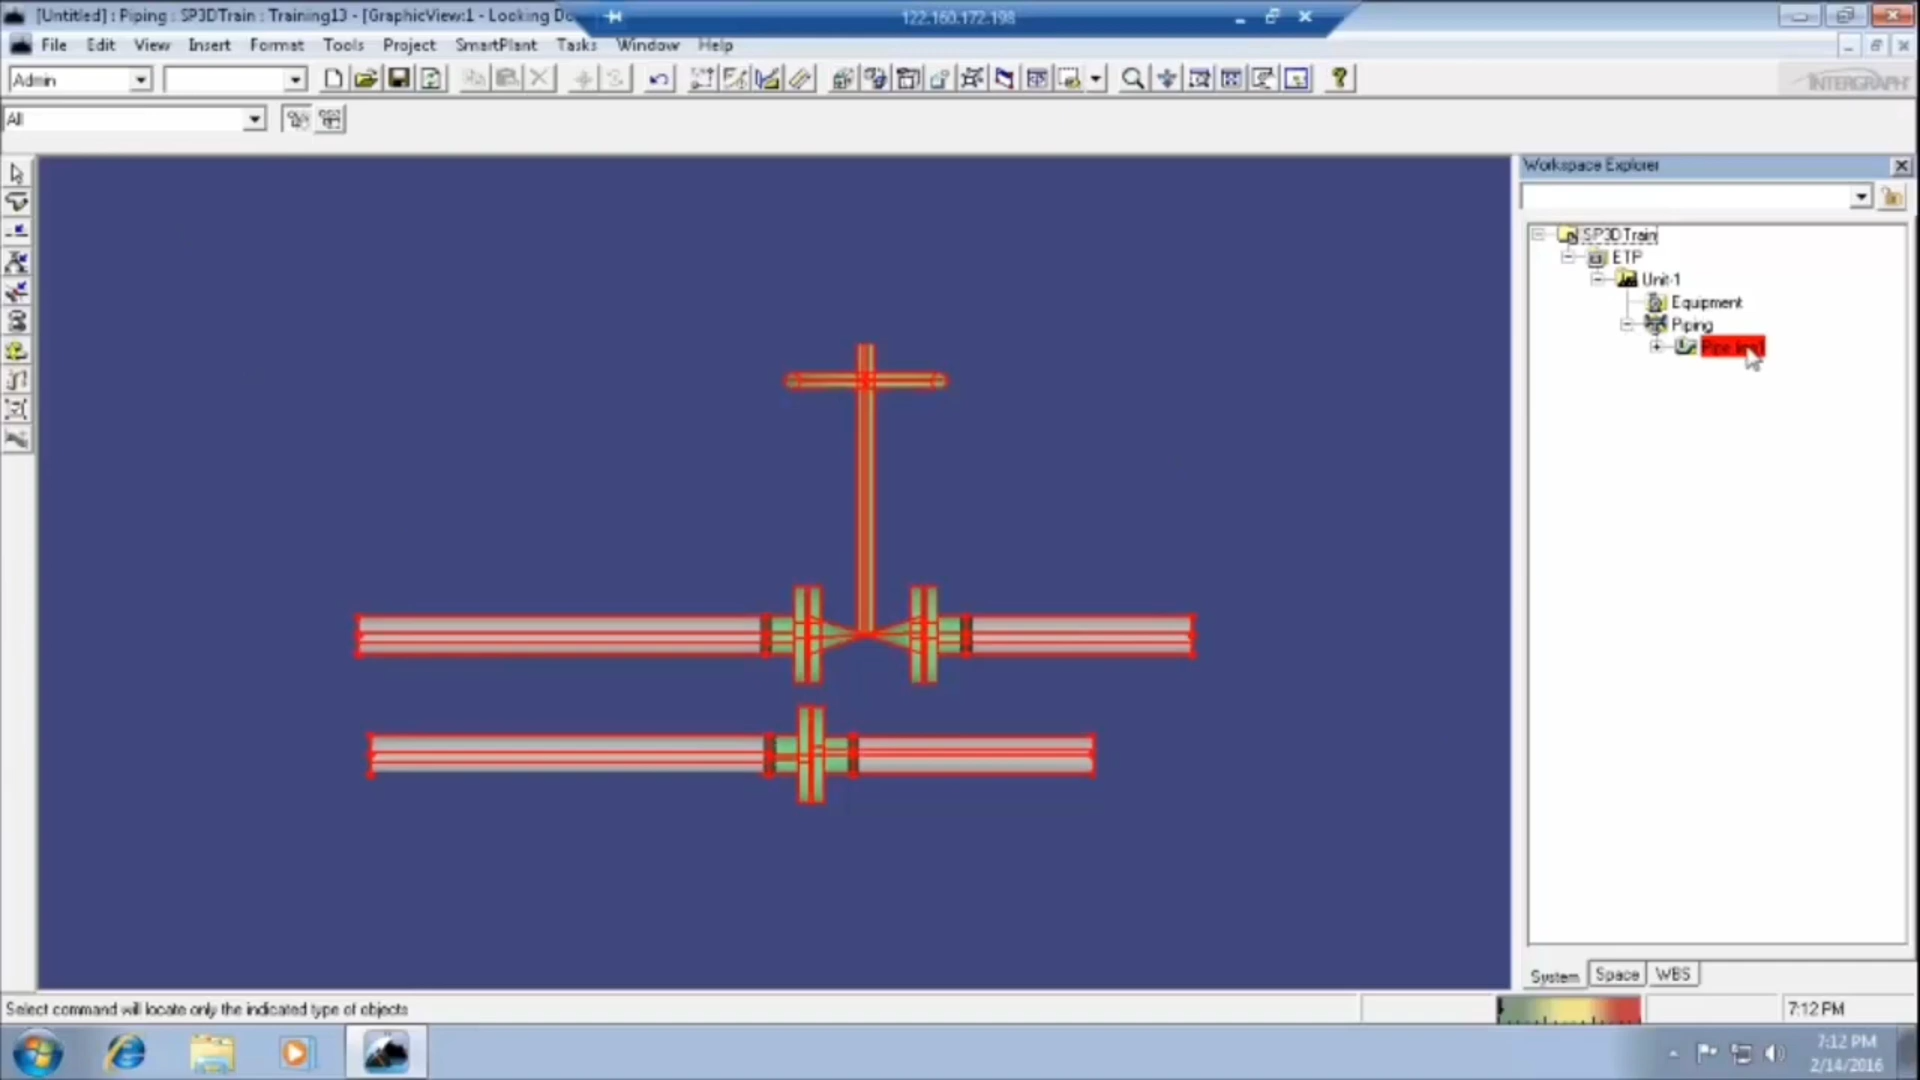 [Untitled] : Piping : SP3DTrain : Training13 - [GraphicView:1 - Looking Do
122.160.172.198
File Edit View Insert Format Tools Project SmartPlant Tasks Window Help
Admin
INTERGRAPH
All
Workspace Explorer
SP3DTrain
ETP
Unit-1
Equipment
Piping
Pipe
System Space WBS
Select command will locate only the indicated type of objects
7:12 PM
7:12 PM
2/14/2016